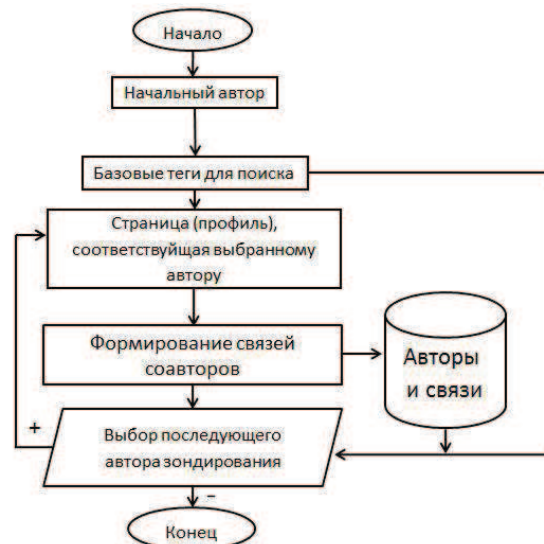 Начало
Начальный автор
Базовые теги для поиска
Страница (профиль),
соответствуйщая выбранному
автору
Формирование связей
соавторов
Авторы
и связи
+
Выбор последующего
автора зондирования
–
Конец